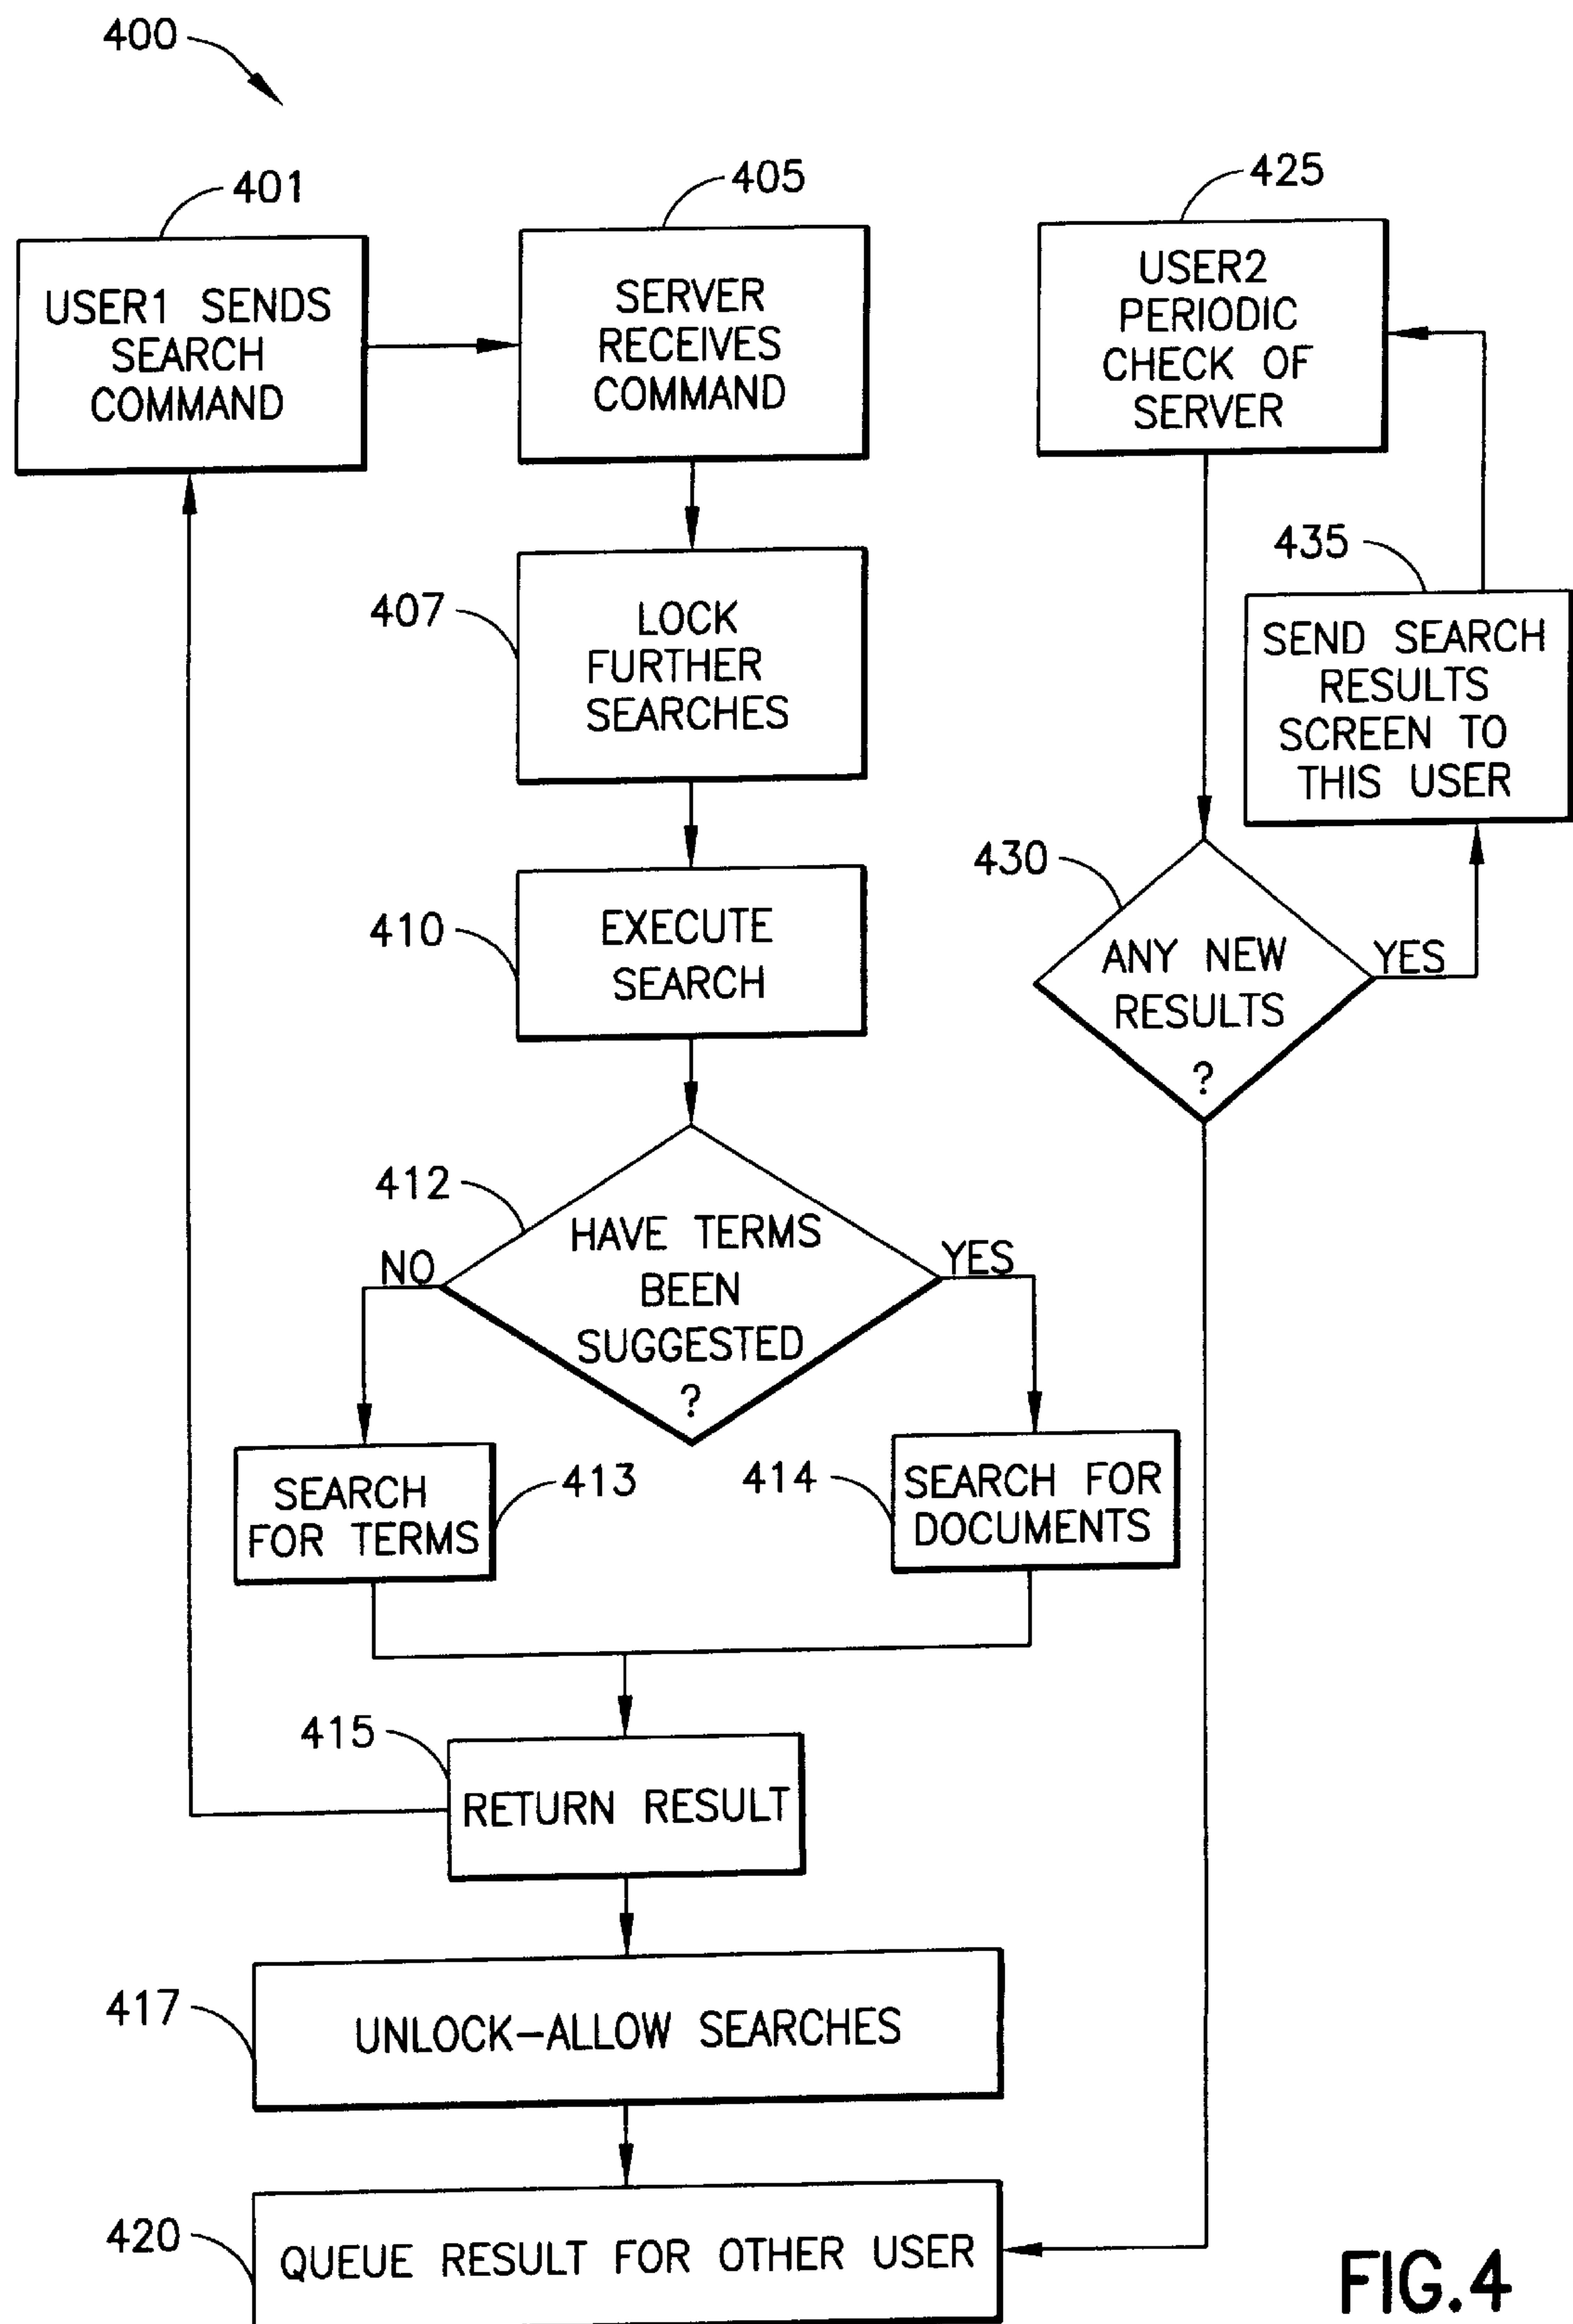 400
401
USER1 SENDS
SEARCH
COMMAND
405
SERVER
RECEIVES
COMMAND
425
USER2
PERIODIC
CHECK OF
SERVER
407
LOCK
FURTHER
SEARCHES
435
SEND SEARCH
RESULTS
SCREEN TO
THIS USER
410
EXECUTE
SEARCH
430
ANY NEW
RESULTS
?
YES
412
HAVE TERMS
BEEN
SUGGESTED
?
NO
YES
SEARCH
FOR TERMS
413
414
SEARCH FOR
DOCUMENTS
415
RETURN RESULT
417
UNLOCK-ALLOW SEARCHES
420
QUEUE RESULT FOR OTHER USER
FIG.4